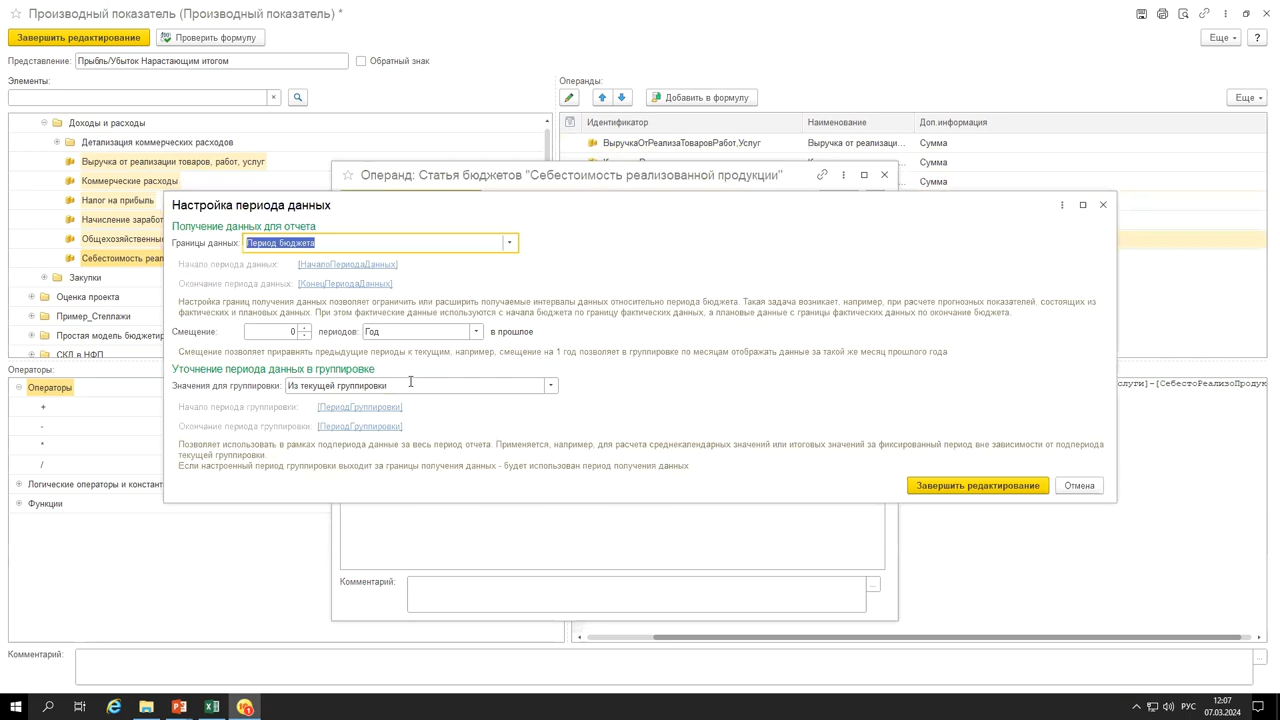 Производный показатель (Производный показатель) *
Завершить редактирование
Проверить формулу
Еще
?
Представление:
Прыбль/Убыток Нарастающим итогом
Обратный знак
Элементы:
Операнды:
Добавить в формулу
Еще
Доходы и расходы
Идентификатор
Наименование
Доп.информация
Детализация коммерческих расходов
ВыручкаОтРеализаТоваровРабот,Услуг
Выручка от реализаци...
Сумма
Выручка от реализации товаров, работ, услуг
Сумма
Коммерческие расходы
Операнд: Статья бюджетов "Себестоимость реализованной продукции"
Сумма
Налог на прибыль
Настройка периода данных
Начисление зарабо
Получение данных для отчета
Общехозяйственные
Границы данных:
Период бюджета
Себестоимость реал
Начало периода данных:
[НачалоПериодаДанных]
Закупки
Окончание периода данных:
[КонецПериодаДанных]
Оценка проекта
Настройка границ получения данных позволяет ограничить или расширить получаемые интервалы данных относительно периода бюджета. Такая задача возникает, например, при расчете прогнозных показателей, состоящих из
фактических и плановых данных. При этом фактические данные используются с начала бюджета по границу фактических данных, а плановые данные с границы фактических данных по окончание бюджета.
Пример_Стеллажи
Простая модель бюджетир
Смещение:
0
периодов:
Год
в прошлое
СКД в НФП
Смещение позволяет приравнять предыдущие периоды к текущим, например, смещение на 1 год позволяет в группировке по месяцам отображать данные за такой же месяц прошлого года
Операторы:
Уточнение периода данных в группировке
Операторы
Значения для группировки:
Из текущей группировки
слуги]-[СебестоРеализоПродук
+
Начало периода группировки:
[ПериодГруппировки]
-
Окончание периода группировки:
[ПериодГруппировки]
*
Позволяет использовать в рамках подпериода данные за весь период отчета. Применяется, например, для расчета среднекалендарных значений или итоговых значений за фиксированный период вне зависимости от подпериода
текущей группировки.
/
Если настроенный период группировки выходит за границы получения данных - будет использован период получения данных
Логические операторы и констант
Завершить редактирование
Отмена
Функции
Комментарий:
...
Комментарий:
...
РУС
12:07
07.03.2024